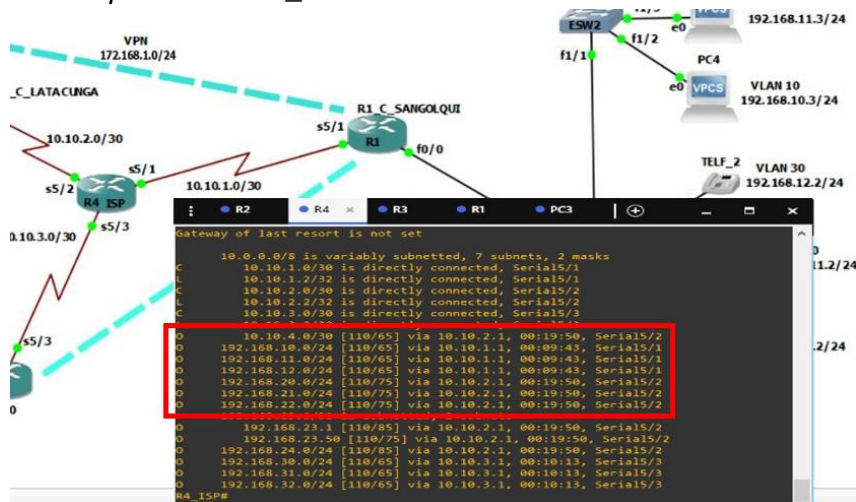 VPN
172.168.1.0/24
_C_LATACUNGA
10.10.2.0/30
s5/2
R4 ISP
s5/1
s5/3
10.10.1.0/30
s5/3
R1_C_SANGOLQUI
s5/1
R1
f0/0
ESW2
f1/1
f1/2
e0
VPCS
192.168.11.3/24
PC4
e0
VPCS
VLAN 10
192.168.10.3/24
TELF_2
VLAN 30
192.168.12.2/24
R2
R4
R3
R1
PC3
Gateway of last resort is not set
10.0.0.0/8 is variably subnetted, 7 subnets, 2 masks
C 10.10.1.0/30 is directly connected, Serial5/1
L 10.10.1.2/32 is directly connected, Serial5/1
C 10.10.2.0/30 is directly connected, Serial5/2
L 10.10.2.2/32 is directly connected, Serial5/2
C 10.10.3.0/30 is directly connected, Serial5/3
O 10.10.4.0/30 [110/65] via 10.10.2.1, 00:19:50, Serial5/2
O 192.168.10.0/24 [110/65] via 10.10.1.1, 00:09:43, Serial5/1
O 192.168.11.0/24 [110/65] via 10.10.1.1, 00:09:43, Serial5/1
O 192.168.12.0/24 [110/65] via 10.10.1.1, 00:09:43, Serial5/1
O 192.168.20.0/24 [110/75] via 10.10.2.1, 00:19:50, Serial5/2
O 192.168.21.0/24 [110/75] via 10.10.2.1, 00:19:50, Serial5/2
O 192.168.22.0/24 [110/75] via 10.10.2.1, 00:19:50, Serial5/2
O 192.168.23.1 [110/85] via 10.10.2.1, 00:19:50, Serial5/2
O 192.168.23.50 [110/75] via 10.10.2.1, 00:19:50, Serial5/2
O 192.168.24.0/24 [110/85] via 10.10.2.1, 00:19:50, Serial5/2
O 192.168.30.0/24 [110/65] via 10.10.3.1, 00:10:13, Serial5/3
O 192.168.31.0/24 [110/65] via 10.10.3.1, 00:10:13, Serial5/3
O 192.168.32.0/24 [110/65] via 10.10.3.1, 00:10:13, Serial5/3
R4_ISP#